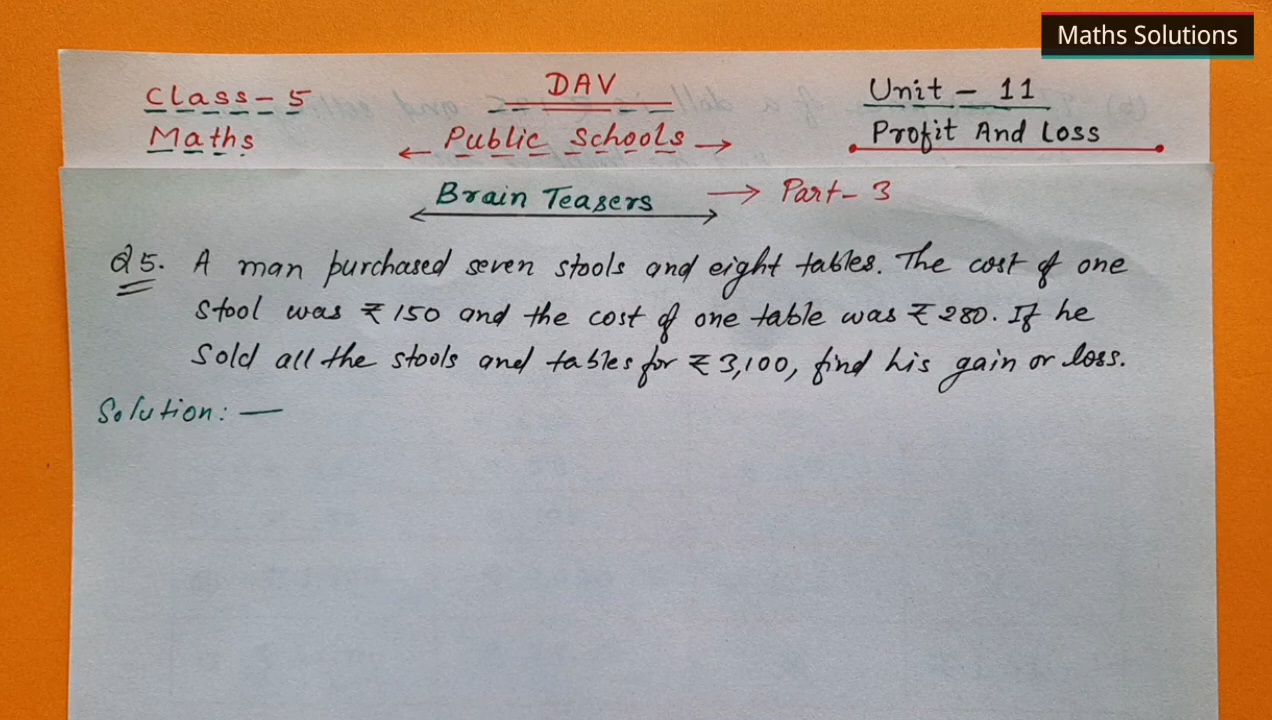 Maths Solutions
Class - 5 DAV Unit - 11
Maths Public Schools Profit And Loss
Brain Teasers → Part - 3
Q5. A man purchased seven stools and eight tables. The cost of one
Stool was ₹ 150 and the cost of one table was ₹ 280. If he
Sold all the stools and tables for ₹ 3,100, find his gain or loss.
Solution: —